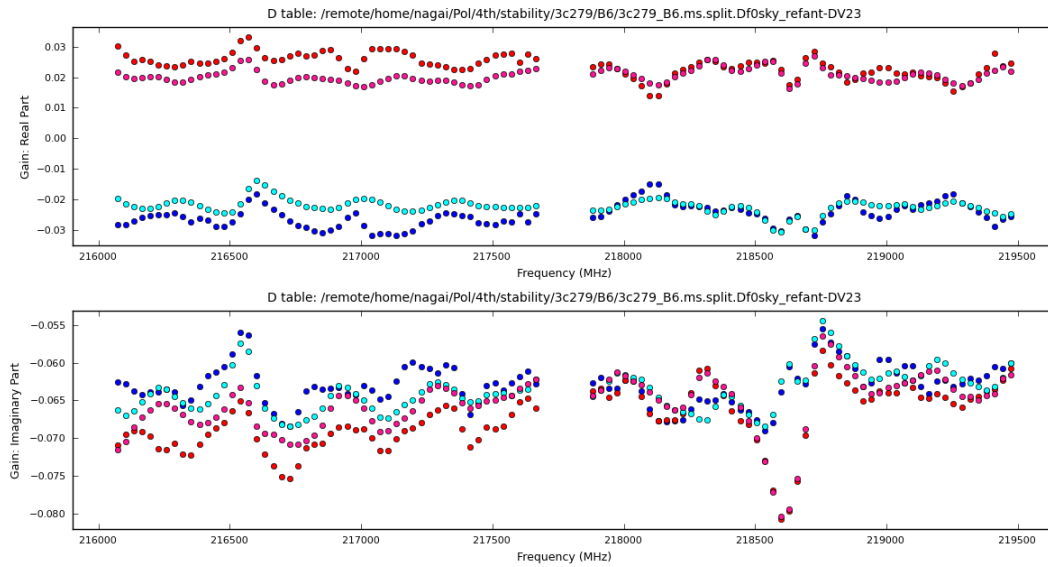 D table: /remote/home/nagai/Pol/4th/stability/3c279/B6/3c279_B6.ms.split.Df0sky_refant-DV23
Gain: Real Part
0.03
0.02
0.01
0.00
−0.01
−0.02
−0.03
216000 216500 217000 217500 218000 218500 219000 219500
Frequency (MHz)
D table: /remote/home/nagai/Pol/4th/stability/3c279/B6/3c279_B6.ms.split.Df0sky_refant-DV23
Gain: Imaginary Part
−0.055
−0.060
−0.065
−0.070
−0.075
−0.080
216000 216500 217000 217500 218000 218500 219000 219500
Frequency (MHz)